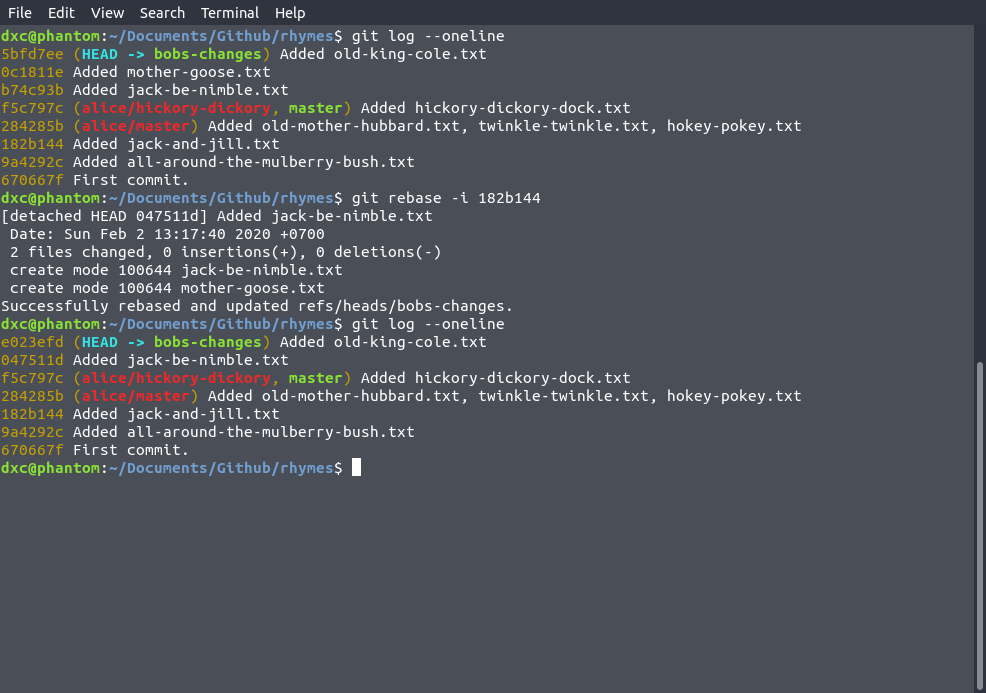 File Edit View Search Terminal Help
dxc@phantom:~/Documents/Github/rhymes$ git log --oneline
5bfd7ee (HEAD -> bobs-changes) Added old-king-cole.txt
0c1811e Added mother-goose.txt
b74c93b Added jack-be-nimble.txt
f5c797c (alice/hickory-dickory, master) Added hickory-dickory-dock.txt
284285b (alice/master) Added old-mother-hubbard.txt, twinkle-twinkle.txt, hokey-pokey.txt
182b144 Added jack-and-jill.txt
9a4292c Added all-around-the-mulberry-bush.txt
670667f First commit.
dxc@phantom:~/Documents/Github/rhymes$ git rebase -i 182b144
[detached HEAD 047511d] Added jack-be-nimble.txt
 Date: Sun Feb 2 13:17:40 2020 +0700
 2 files changed, 0 insertions(+), 0 deletions(-)
 create mode 100644 jack-be-nimble.txt
 create mode 100644 mother-goose.txt
Successfully rebased and updated refs/heads/bobs-changes.
dxc@phantom:~/Documents/Github/rhymes$ git log --oneline
e023efd (HEAD -> bobs-changes) Added old-king-cole.txt
047511d Added jack-be-nimble.txt
f5c797c (alice/hickory-dickory, master) Added hickory-dickory-dock.txt
284285b (alice/master) Added old-mother-hubbard.txt, twinkle-twinkle.txt, hokey-pokey.txt
182b144 Added jack-and-jill.txt
9a4292c Added all-around-the-mulberry-bush.txt
670667f First commit.
dxc@phantom:~/Documents/Github/rhymes$